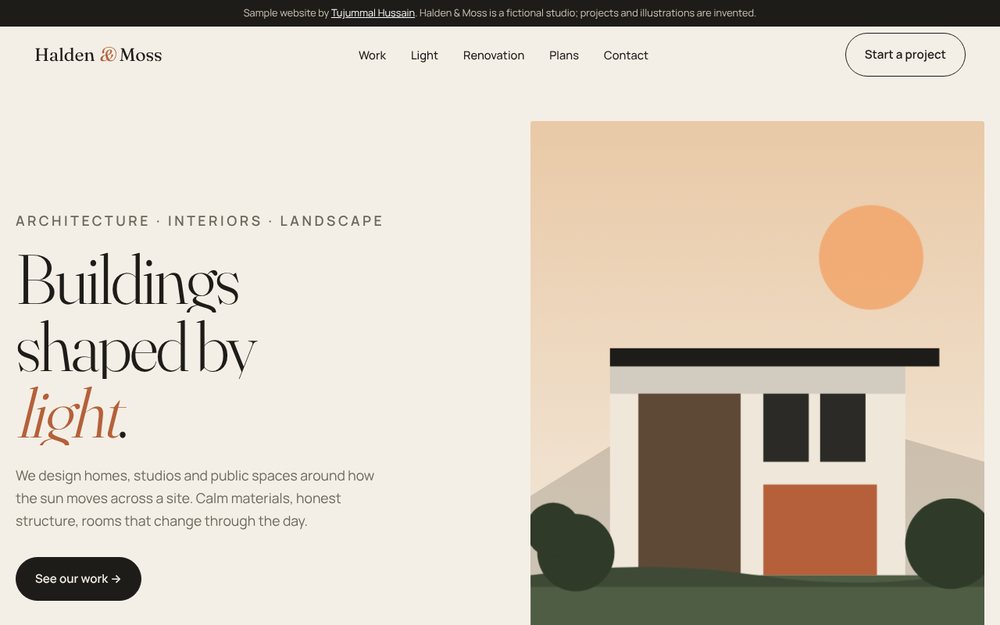 Sample website by Tujummal Hussain. Halden & Moss is a fictional studio; projects and illustrations are invented.
Halden & Moss
Work
Light
Renovation
Plans
Contact
Start a project
ARCHITECTURE · INTERIORS · LANDSCAPE
Buildings
shaped by
light.
We design homes, studios and public spaces around how
the sun moves across a site. Calm materials, honest
structure, rooms that change through the day.
See our work →